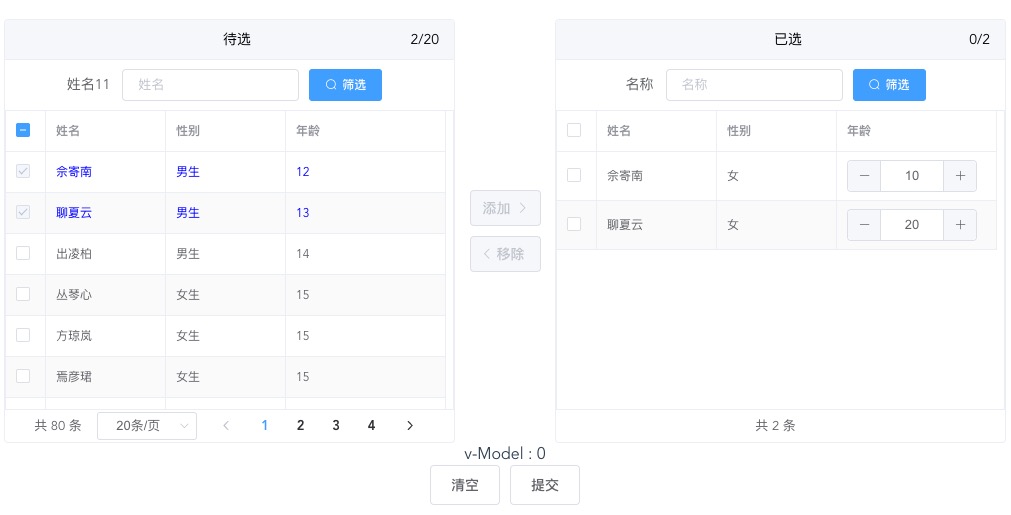 待选 2/20
姓名11 姓名 筛选
姓名 性别 年龄
佘寄南 男生 12
聊夏云 男生 13
出凌柏 男生 14
丛琴心 女生 15
方琼岚 女生 15
焉彦珺 女生 15
共 80 条 20条/页 1 2 3 4
添加
移除
已选 0/2
名称 名称 筛选
姓名 性别 年龄
佘寄南 女 10
聊夏云 女 20
共 2 条
v-Model : 0
清空 提交